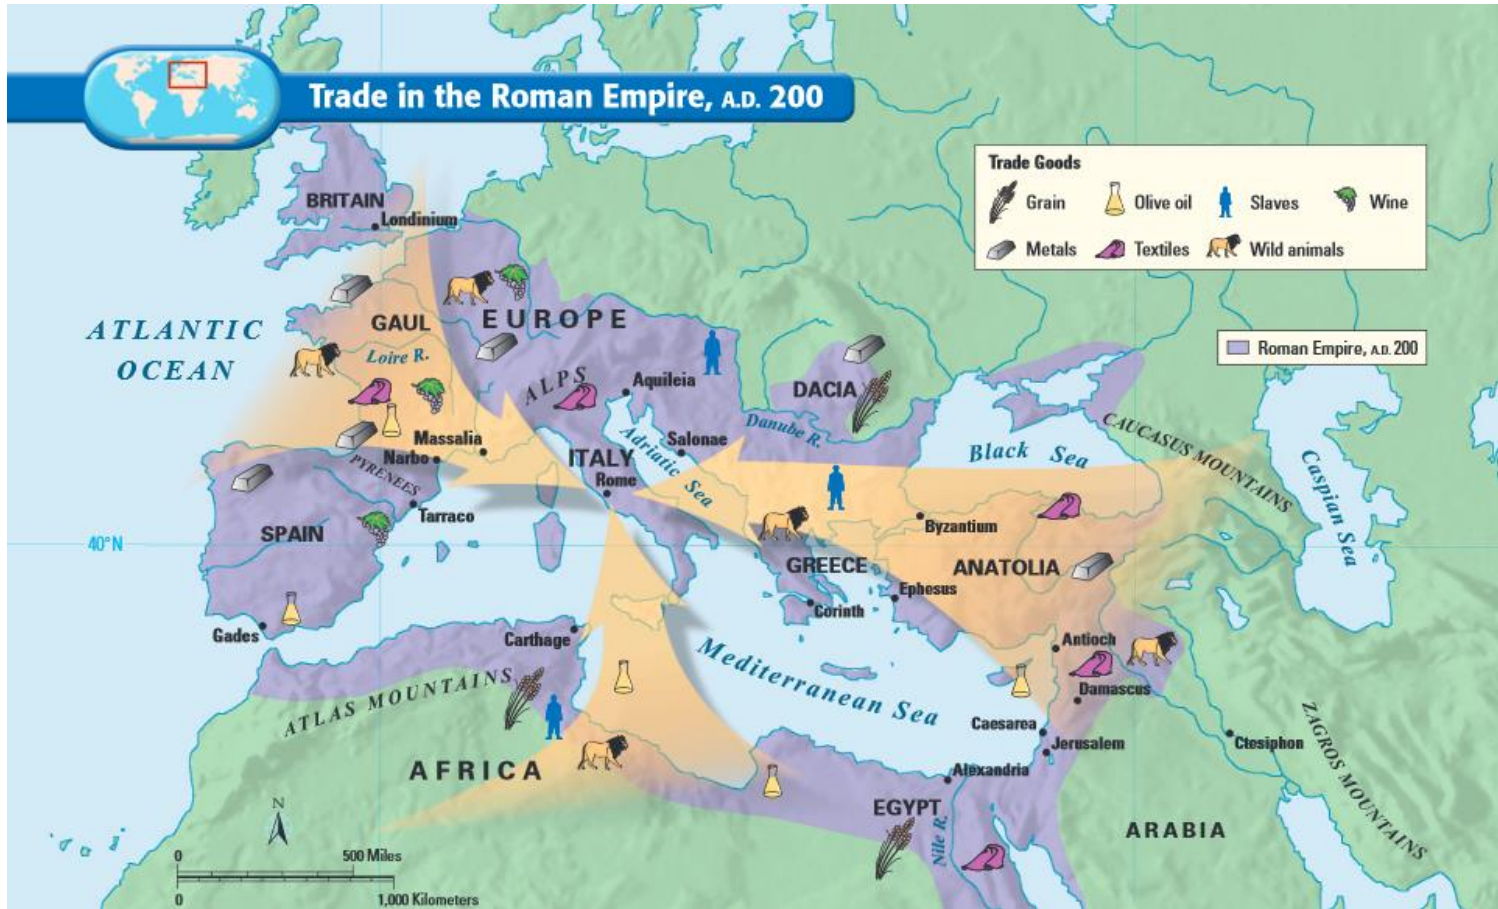 Trade in the Roman Empire, A.D. 200
Trade Goods
Grain
Olive oil
Slaves
Wine
Metals
Textiles
Wild animals
Roman Empire, A.D. 200
BRITAIN
Londinium
ATLANTIC
OCEAN
GAUL
EUROPE
Loire R.
ALPS
Aquileia
DACIA
Danube R.
CAUCASUS MOUNTAINS
Black Sea
Caspian Sea
Massalia
Narbo
PYRENEES
ITALY
Rome
Adriatic
Sea
Salonae
Tarraco
SPAIN
40°N
Byzantium
GREECE
ANATOLIA
Ephesus
Corinth
Gades
Carthage
Antioch
Mediterranean Sea
Damascus
ATLAS MOUNTAINS
Caesarea
Jerusalem
Ctesiphon
ZAGROS MOUNTAINS
AFRICA
Alexandria
EGYPT
Nile R.
ARABIA
N
0
500 Miles
0
1,000 Kilometers